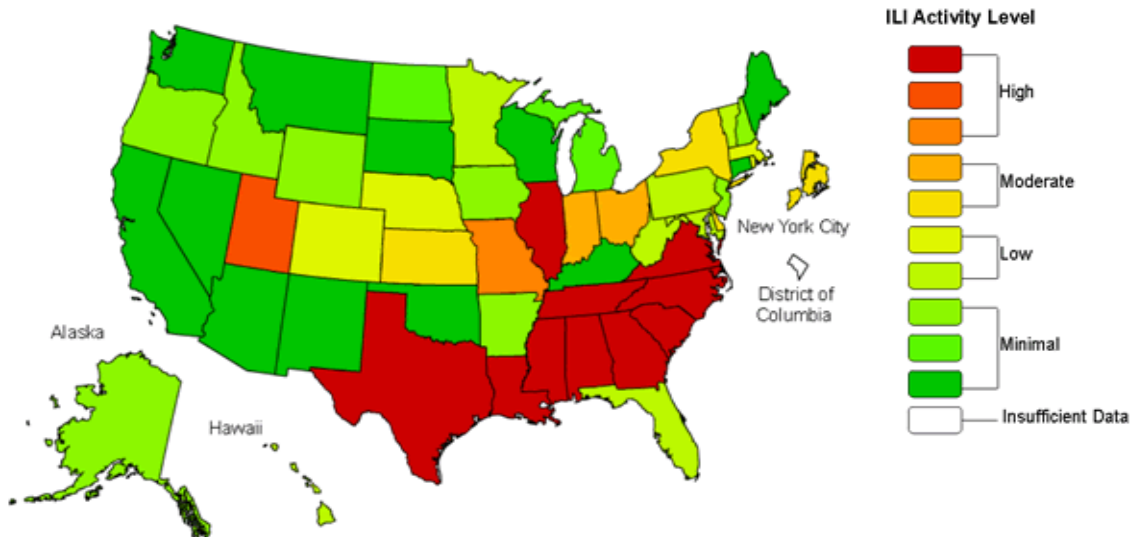 ILI Activity Level
High
Moderate
Low
Minimal
Insufficient Data
New York City
District of
Columbia
Alaska
Hawaii